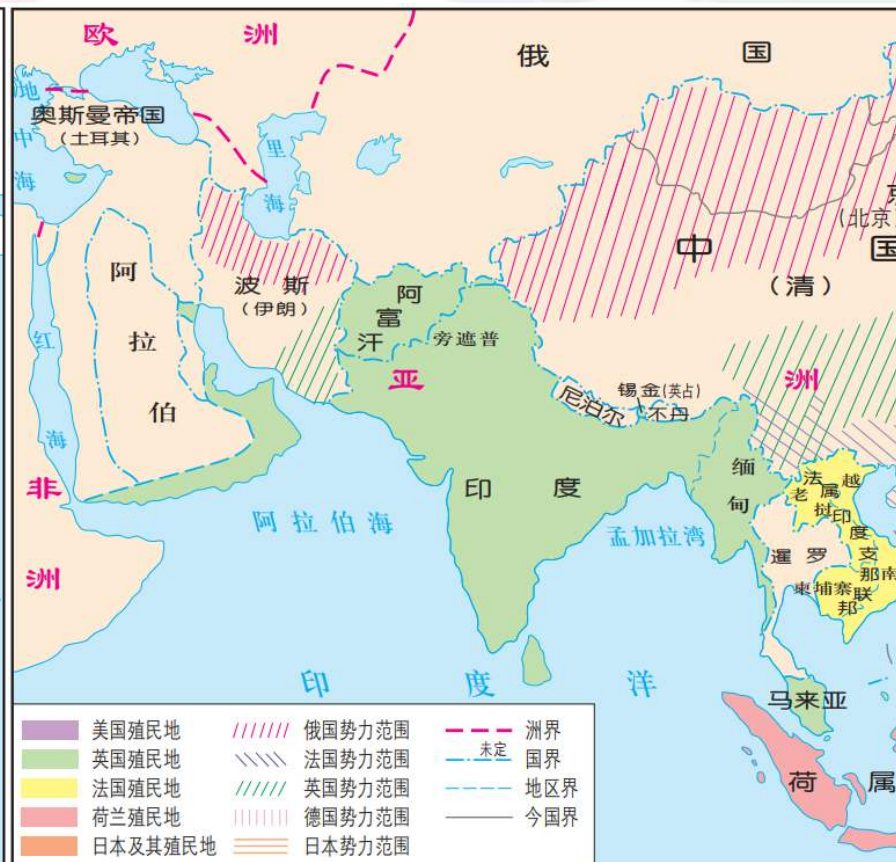 欧洲
俄国
地中海
奥斯曼帝国
(土耳其)
里海
(北京
中国
(清)
阿拉伯
波斯
(伊朗)
阿富汗
旁遮普
红海
亚洲
锡金(英占)
尼泊尔
不丹
非洲
印度
缅甸
阿拉伯海
孟加拉湾
法属印度支那联邦
老挝
越南
暹罗
柬埔寨
印度洋
马来亚
荷属
美国殖民地
英国殖民地
法国殖民地
荷兰殖民地
日本及其殖民地
俄国势力范围
法国势力范围
英国势力范围
德国势力范围
日本势力范围
洲界
未定
国界
地区界
今国界